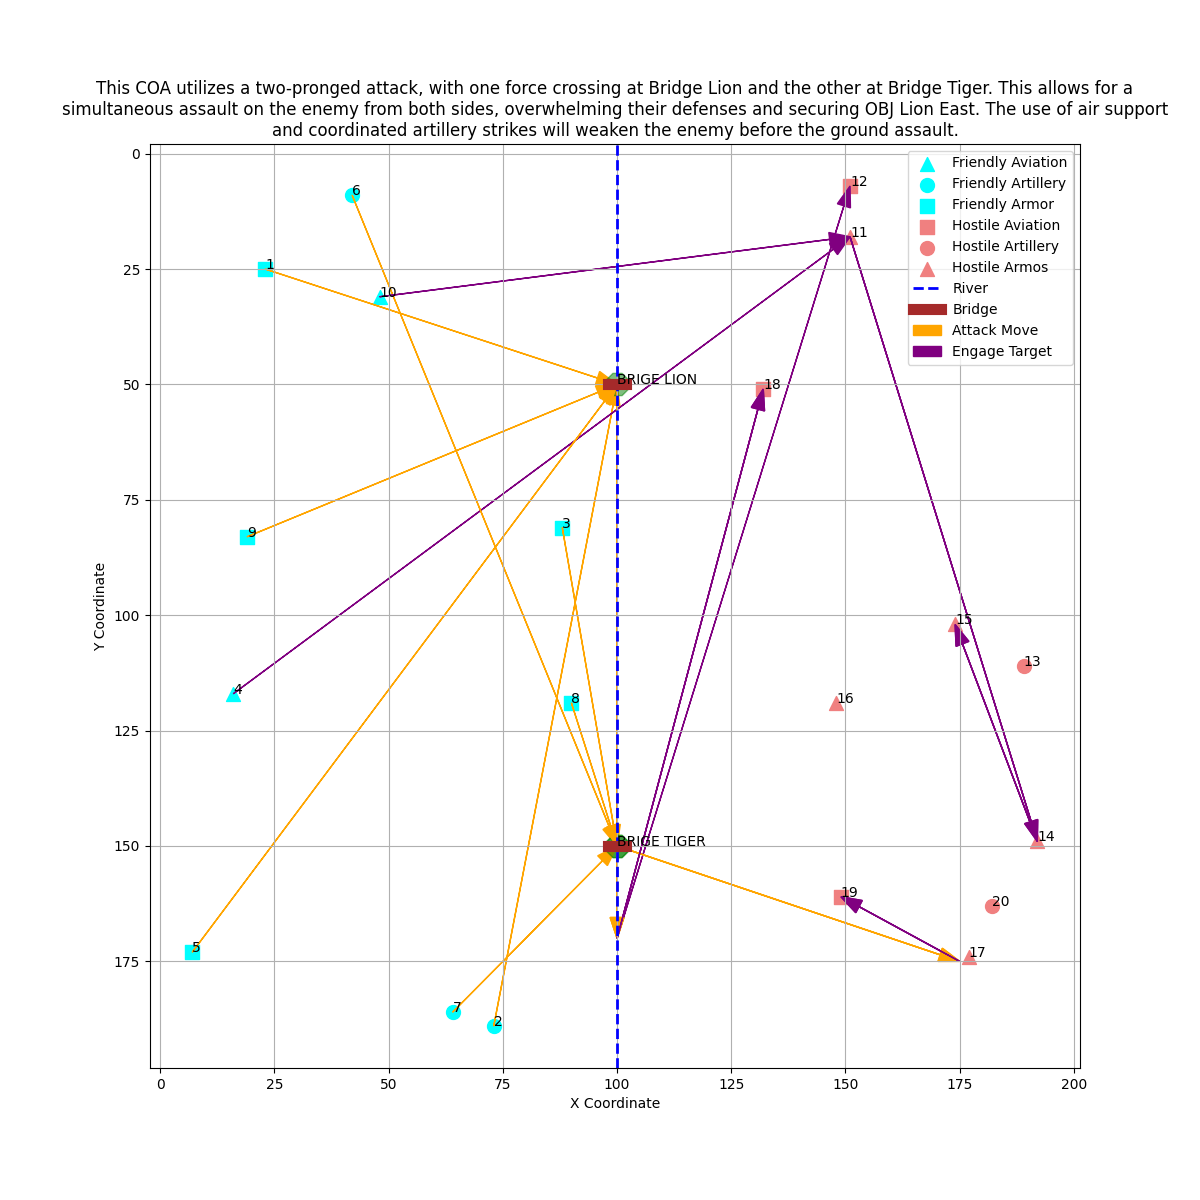 This COA utilizes a two-pronged attack, with one force crossing at Bridge Lion and the other at Bridge Tiger. This allows for a
simultaneous assault on the enemy from both sides, overwhelming their defenses and securing OBJ Lion East. The use of air support
and coordinated artillery strikes will weaken the enemy before the ground assault.
Friendly Aviation
Friendly Artillery
Friendly Armor
Hostile Aviation
Hostile Artillery
Hostile Armos
River
Bridge
Attack Move
Engage Target
0
25
50
75
100
125
150
175
Y Coordinate
6
12
11
1
10
BRIGE LION
18
9
3
15
13
4
8
16
BRIGE TIGER
14
19
20
5
17
7
2
0
25
50
75
100
125
150
175
200
X Coordinate